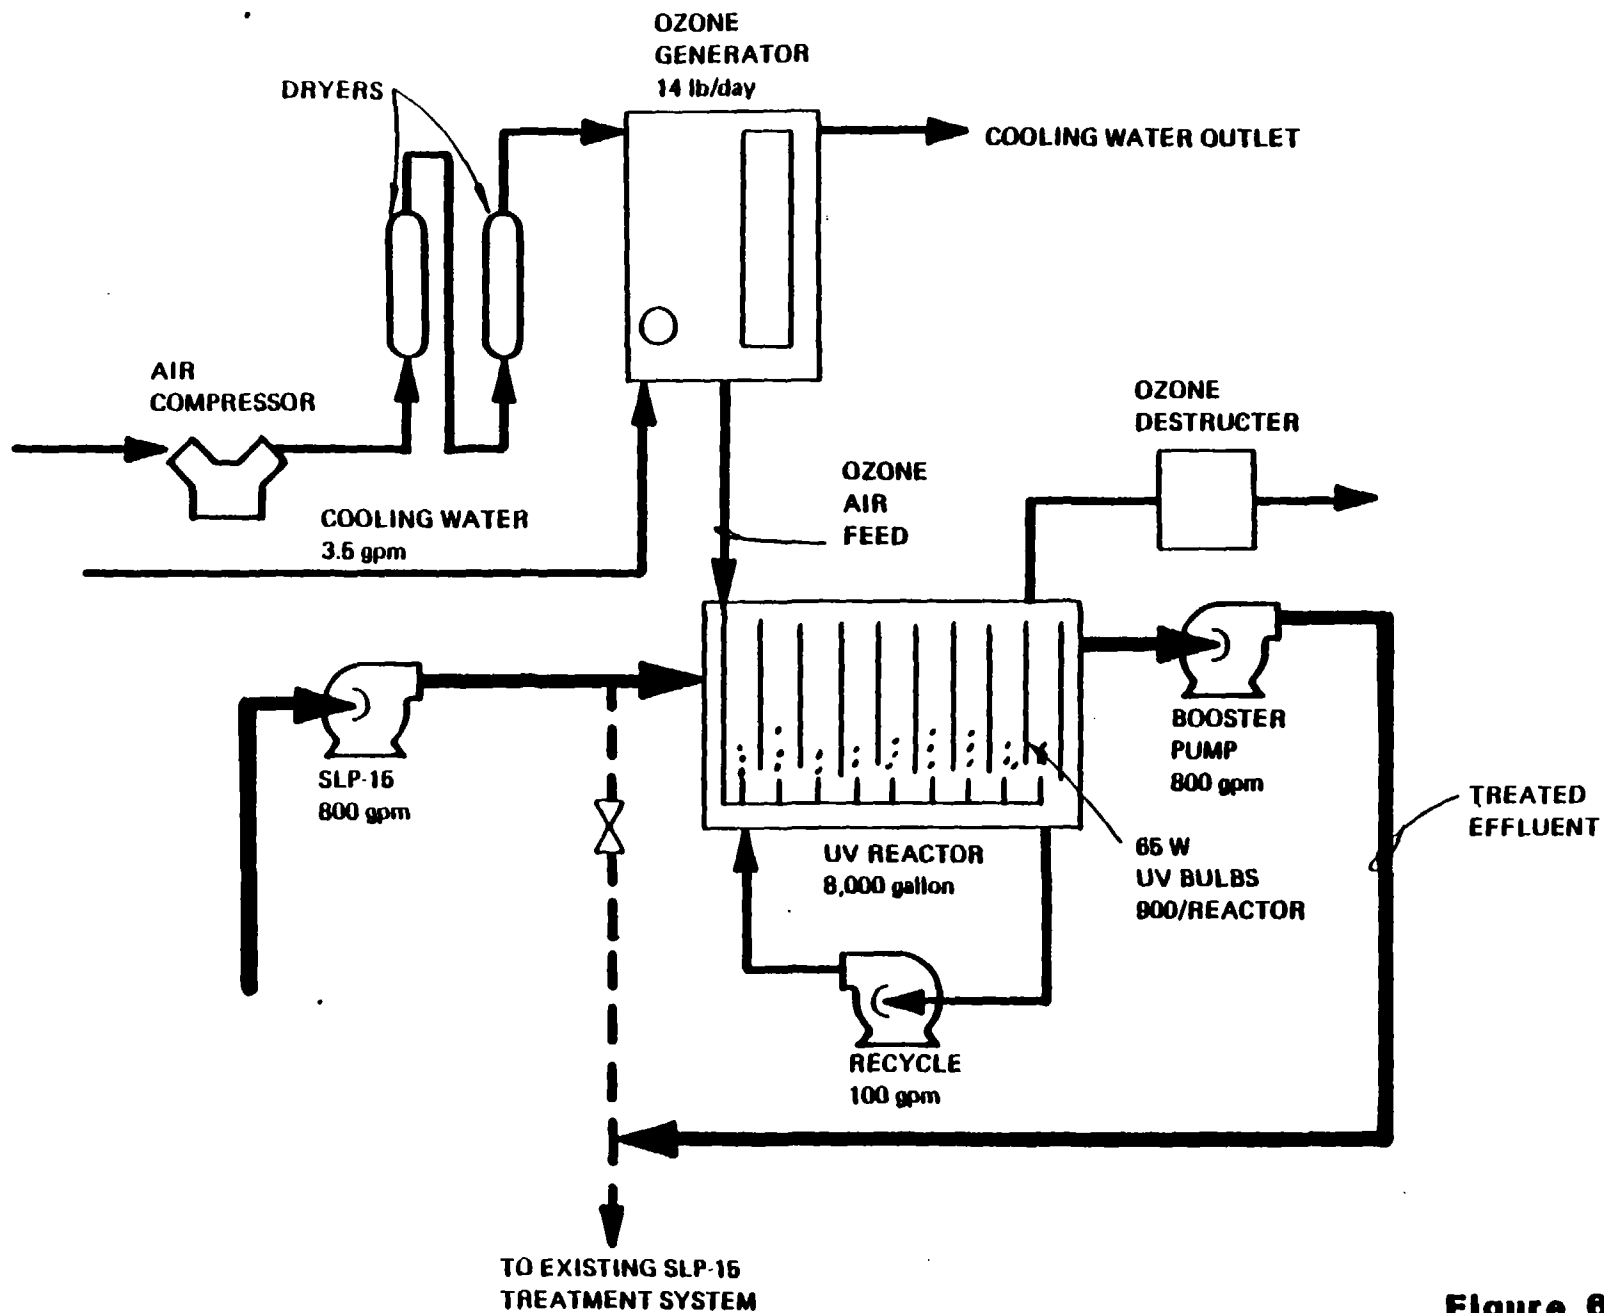 OZONE
GENERATOR
14 lb/day
DRYERS
COOLING WATER OUTLET
AIR
COMPRESSOR
OZONE
DESTRUCTER
OZONE
AIR
FEED
COOLING WATER
3.5 gpm
SLP-15
800 gpm
BOOSTER
PUMP
800 gpm
TREATED
EFFLUENT
UV REACTOR
8,000 gallon
65 W
UV BULBS
900/REACTOR
RECYCLE
100 gpm
TO EXISTING SLP-15
TREATMENT SYSTEM
Figure 6